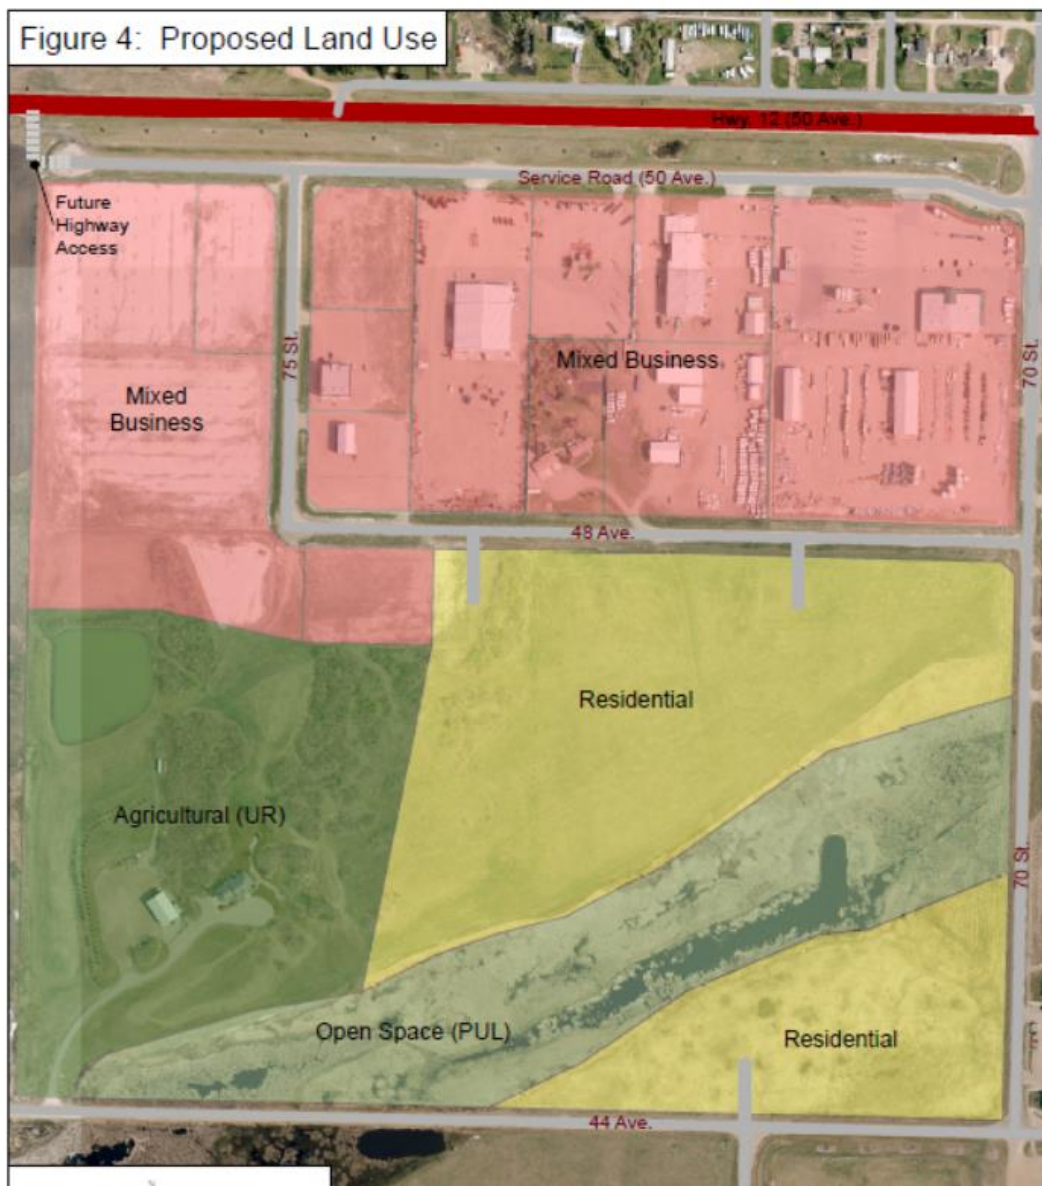 Figure 4:  Proposed Land Use
Hwy. 12 (50 Ave.)
Service Road (50 Ave.)
Future
Highway
Access
75 St.
70 St.
Mixed Business
Mixed
Business
48 Ave.
Residential
Agricultural (UR)
70 St.
Open Space (PUL)
Residential
44 Ave.